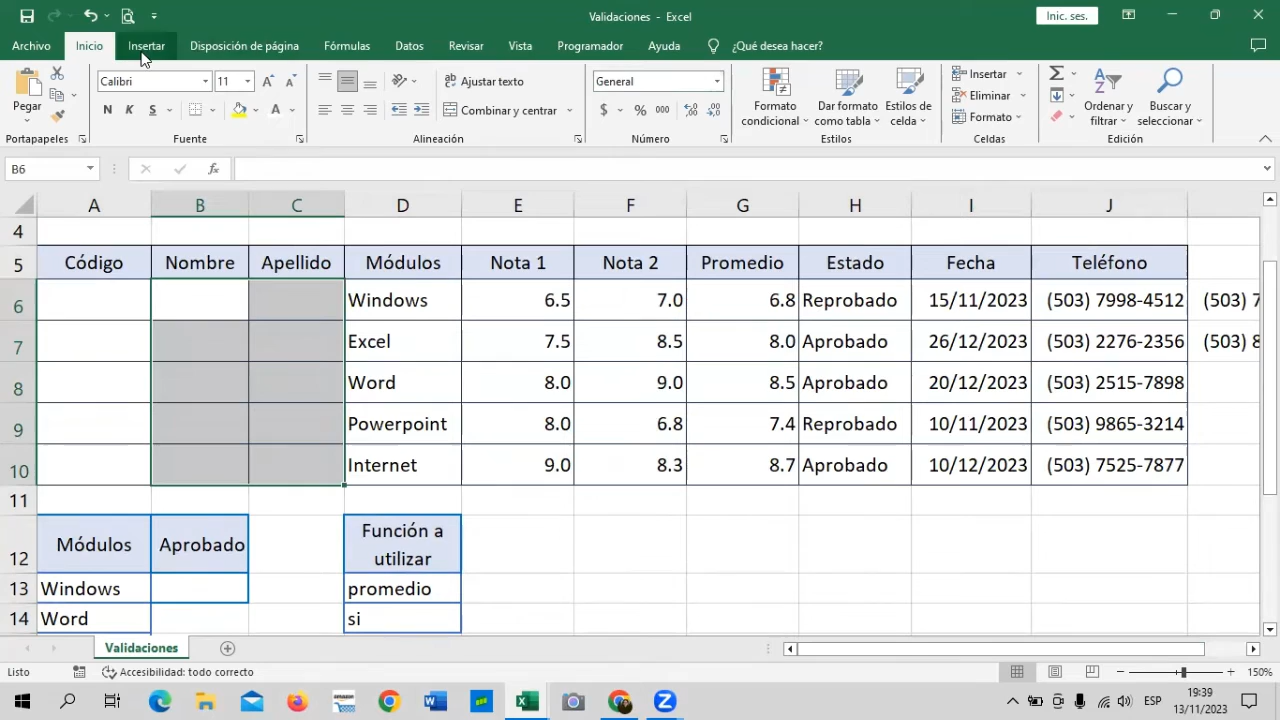 Validaciones - Excel
Inic. ses.
Archivo Inicio Insertar Disposición de página Fórmulas Datos Revisar Vista Programador Ayuda ¿Qué desea hacer?
Pegar
Calibri 11
N K S
Ajustar texto
Combinar y centrar
General
$ % 000
Formato condicional
Dar formato como tabla
Estilos de celda
Insertar
Eliminar
Formato
Ordenar y filtrar
Buscar y seleccionar
Portapapeles Fuente Alineación Número Estilos Celdas Edición
B6 fx
A B C D E F G H I J
4
5 Código Nombre Apellido Módulos Nota 1 Nota 2 Promedio Estado Fecha Teléfono
6 Windows 6.5 7.0 6.8 Reprobado 15/11/2023 (503) 7998-4512 (503) 7
7 Excel 7.5 8.5 8.0 Aprobado 26/12/2023 (503) 2276-2356 (503) 8
8 Word 8.0 9.0 8.5 Aprobado 20/12/2023 (503) 2515-7898
9 Powerpoint 8.0 6.8 7.4 Reprobado 10/11/2023 (503) 9865-3214
10 Internet 9.0 8.3 8.7 Aprobado 10/12/2023 (503) 7525-7877
11
12 Módulos Aprobado Función a utilizar
13 Windows promedio
14 Word si
Validaciones
Listo Accesibilidad: todo correcto 150%
ESP 19:39
13/11/2023